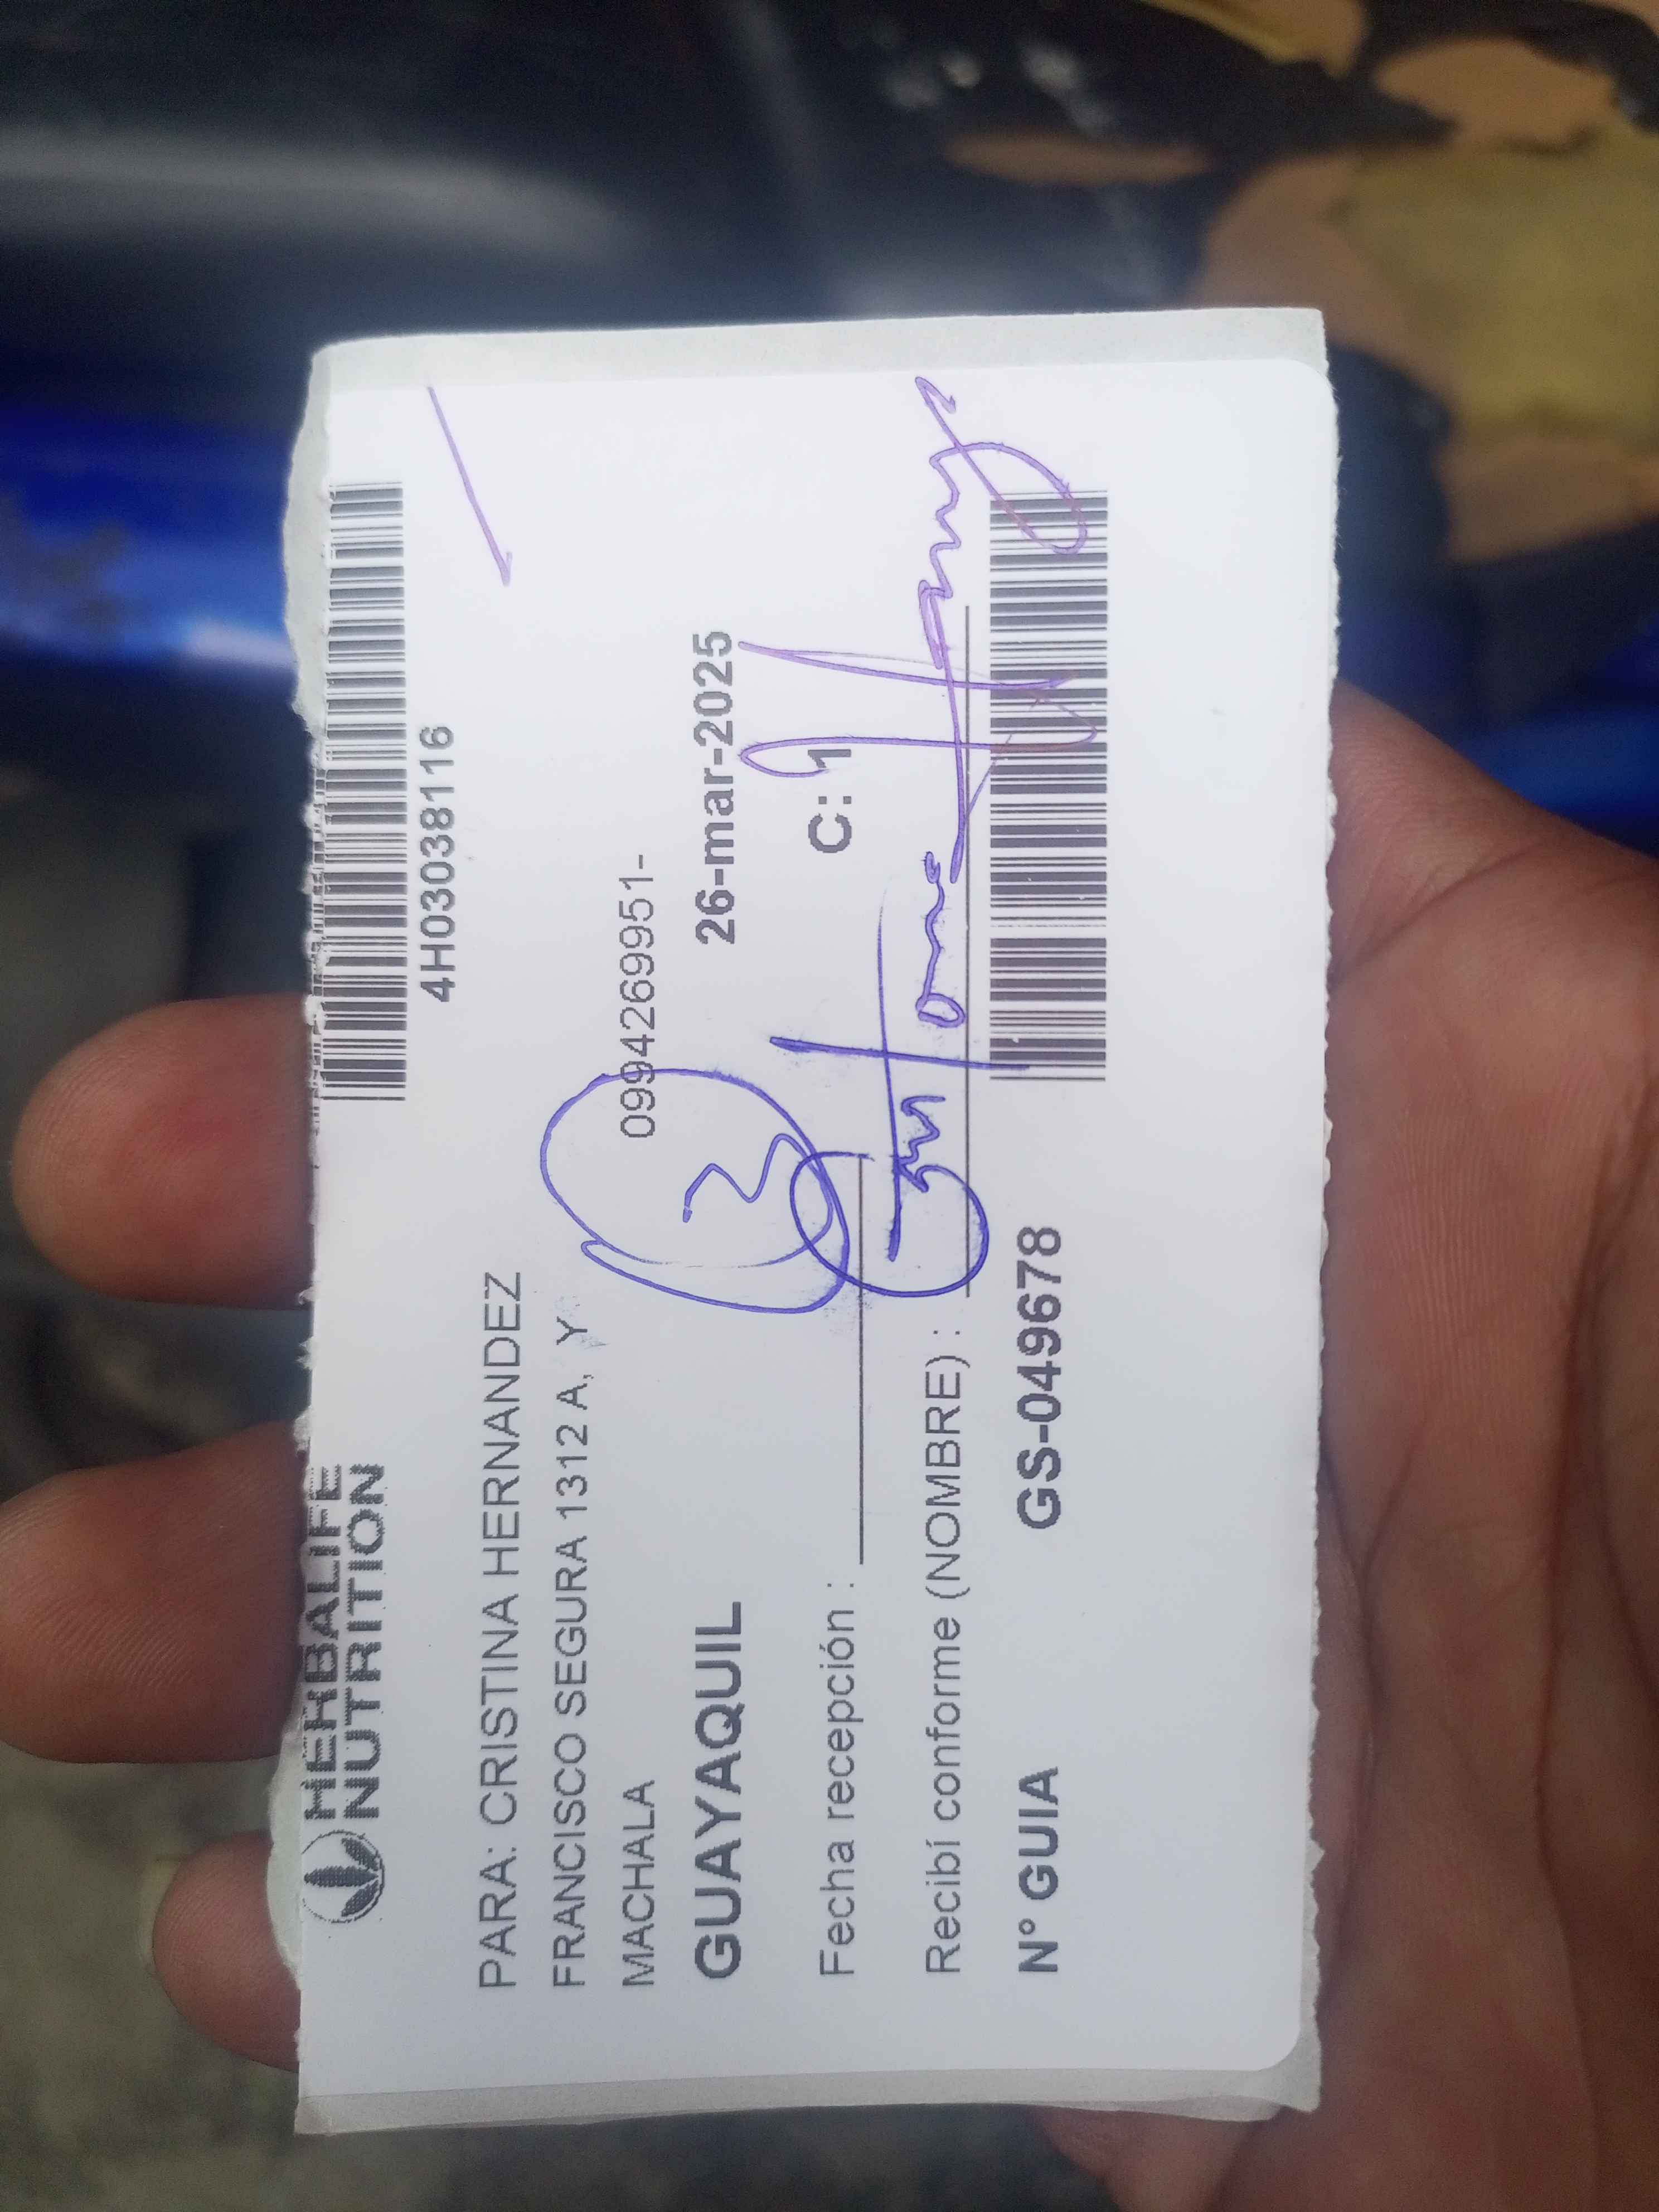 HERBALIFE
NUTRITION
4H03038116
PARA: CRISTINA HERNANDEZ
FRANCISCO SEGURA 1312 A, Y
MACHALA
0994269951-
GUAYAQUIL
26-mar-2025
Fecha recepción :
C: 1
Recibí conforme (NOMBRE) :
N° GUIA
GS-049678